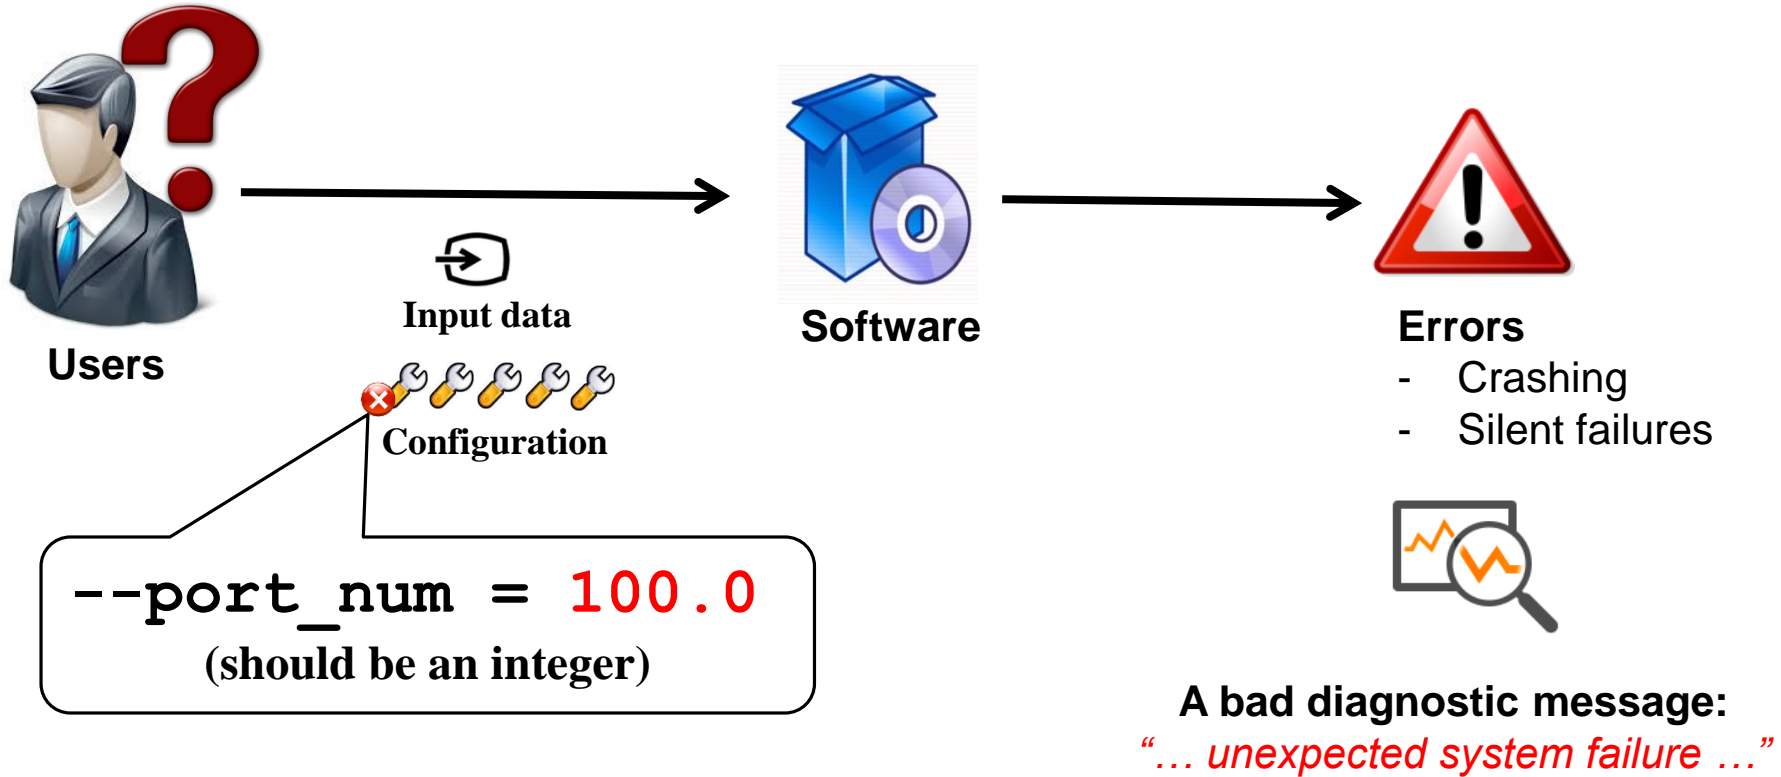 Users
Input data
Configuration
--port_num = 100.0
(should be an integer)
Software
Errors
- Crashing
- Silent failures
A bad diagnostic message:
“… unexpected system failure …”